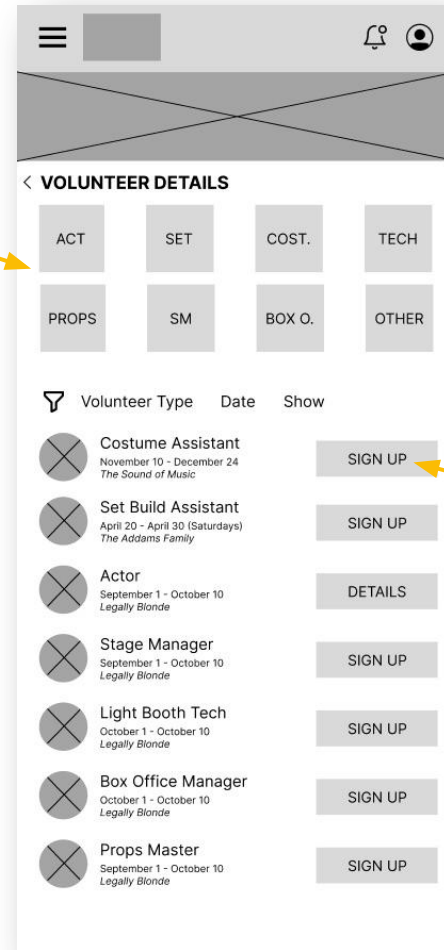 < VOLUNTEER DETAILS
ACT SET COST. TECH
PROPS SM BOX O. OTHER
Volunteer Type Date Show
Costume Assistant
November 10 - December 24
The Sound of Music
SIGN UP
Set Build Assistant
April 20 - April 30 (Saturdays)
The Addams Family
SIGN UP
Actor
September 1 - October 10
Legally Blonde
DETAILS
Stage Manager
September 1 - October 10
Legally Blonde
SIGN UP
Light Booth Tech
October 1 - October 10
Legally Blonde
SIGN UP
Box Office Manager
October 1 - October 10
Legally Blonde
SIGN UP
Props Master
September 1 - October 10
Legally Blonde
SIGN UP